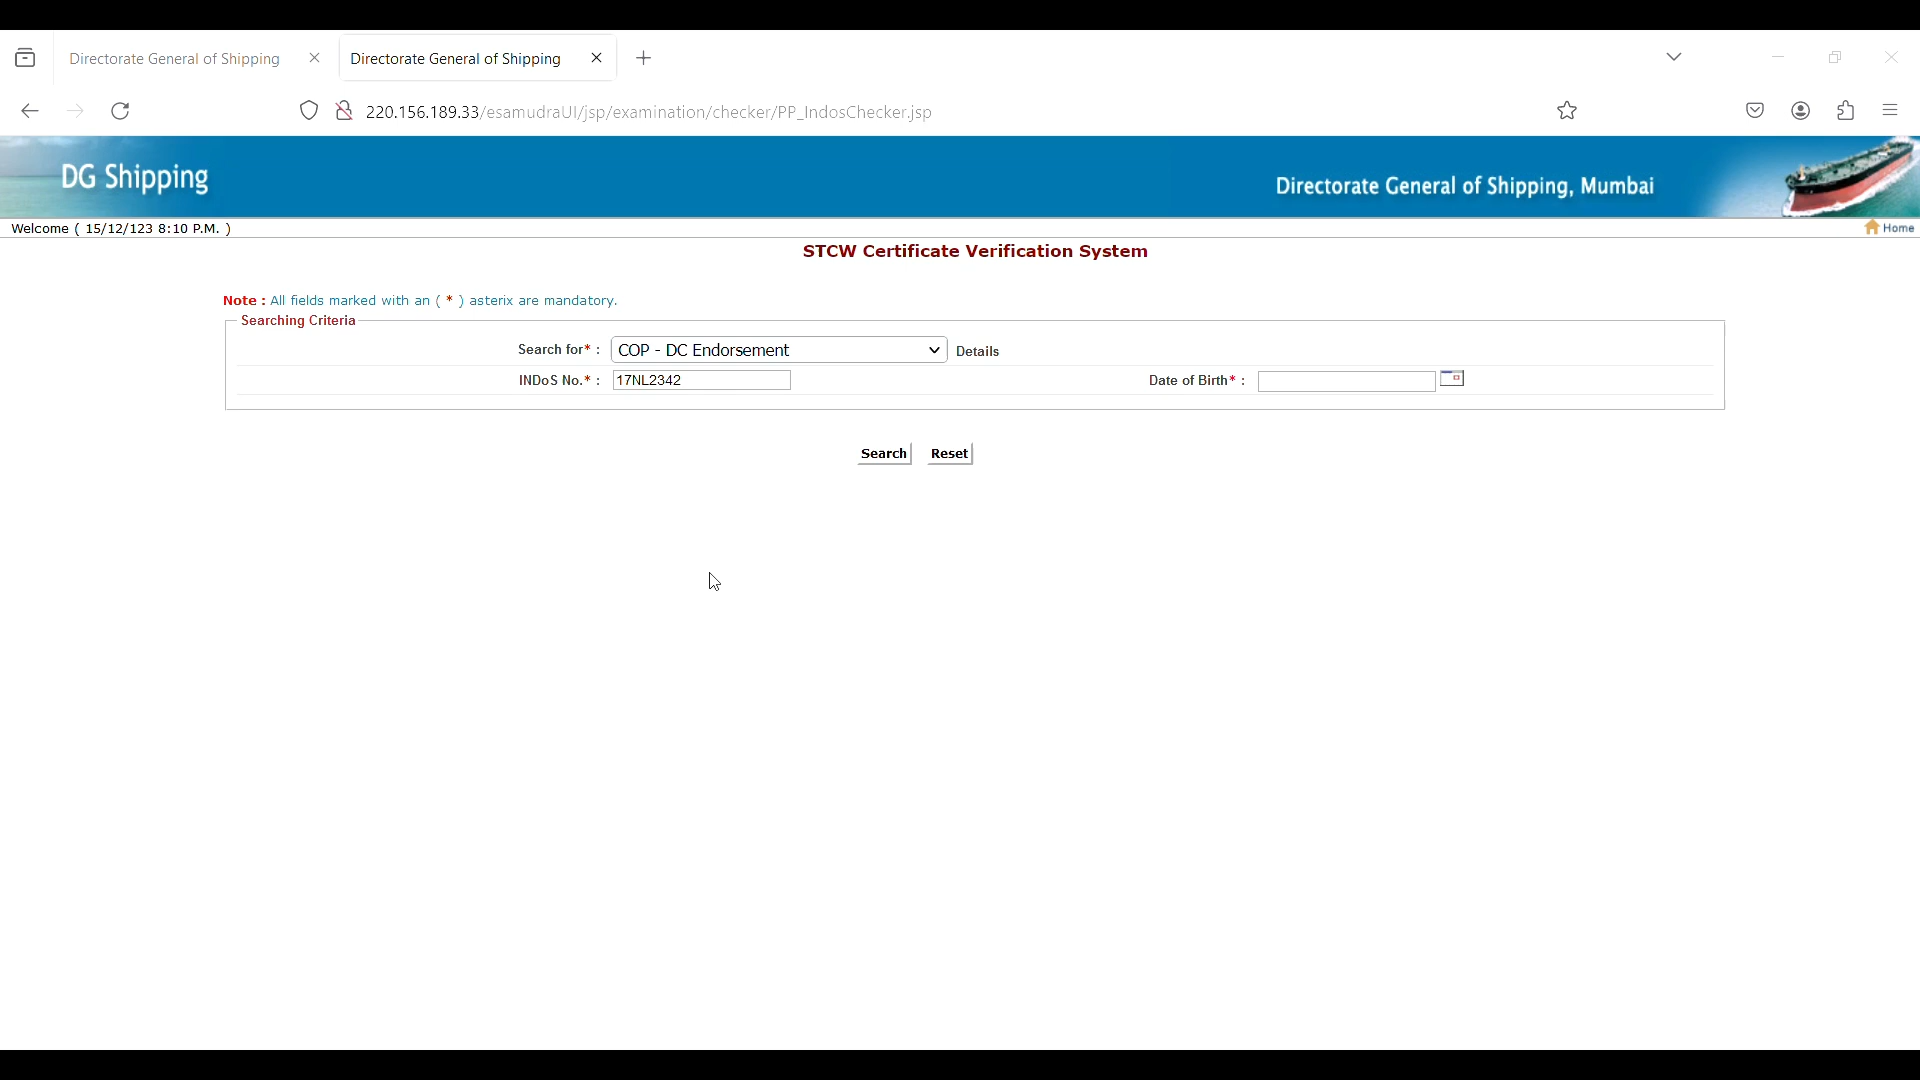 Directorate General of Shipping
Directorate General of Shipping
220.156.189.33/esamudraUI/jsp/examination/checker/PP_IndosChecker.jsp
DG Shipping
Directorate General of Shipping, Mumbai
Welcome ( 15/12/123 8:10 P.M. )
Home
STCW Certificate Verification System
Note : All fields marked with an ( * ) asterix are mandatory.
Searching Criteria
Search for* : COP - DC Endorsement Details
INDoS No.* : 17NL2342 Date of Birth* :
Search Reset